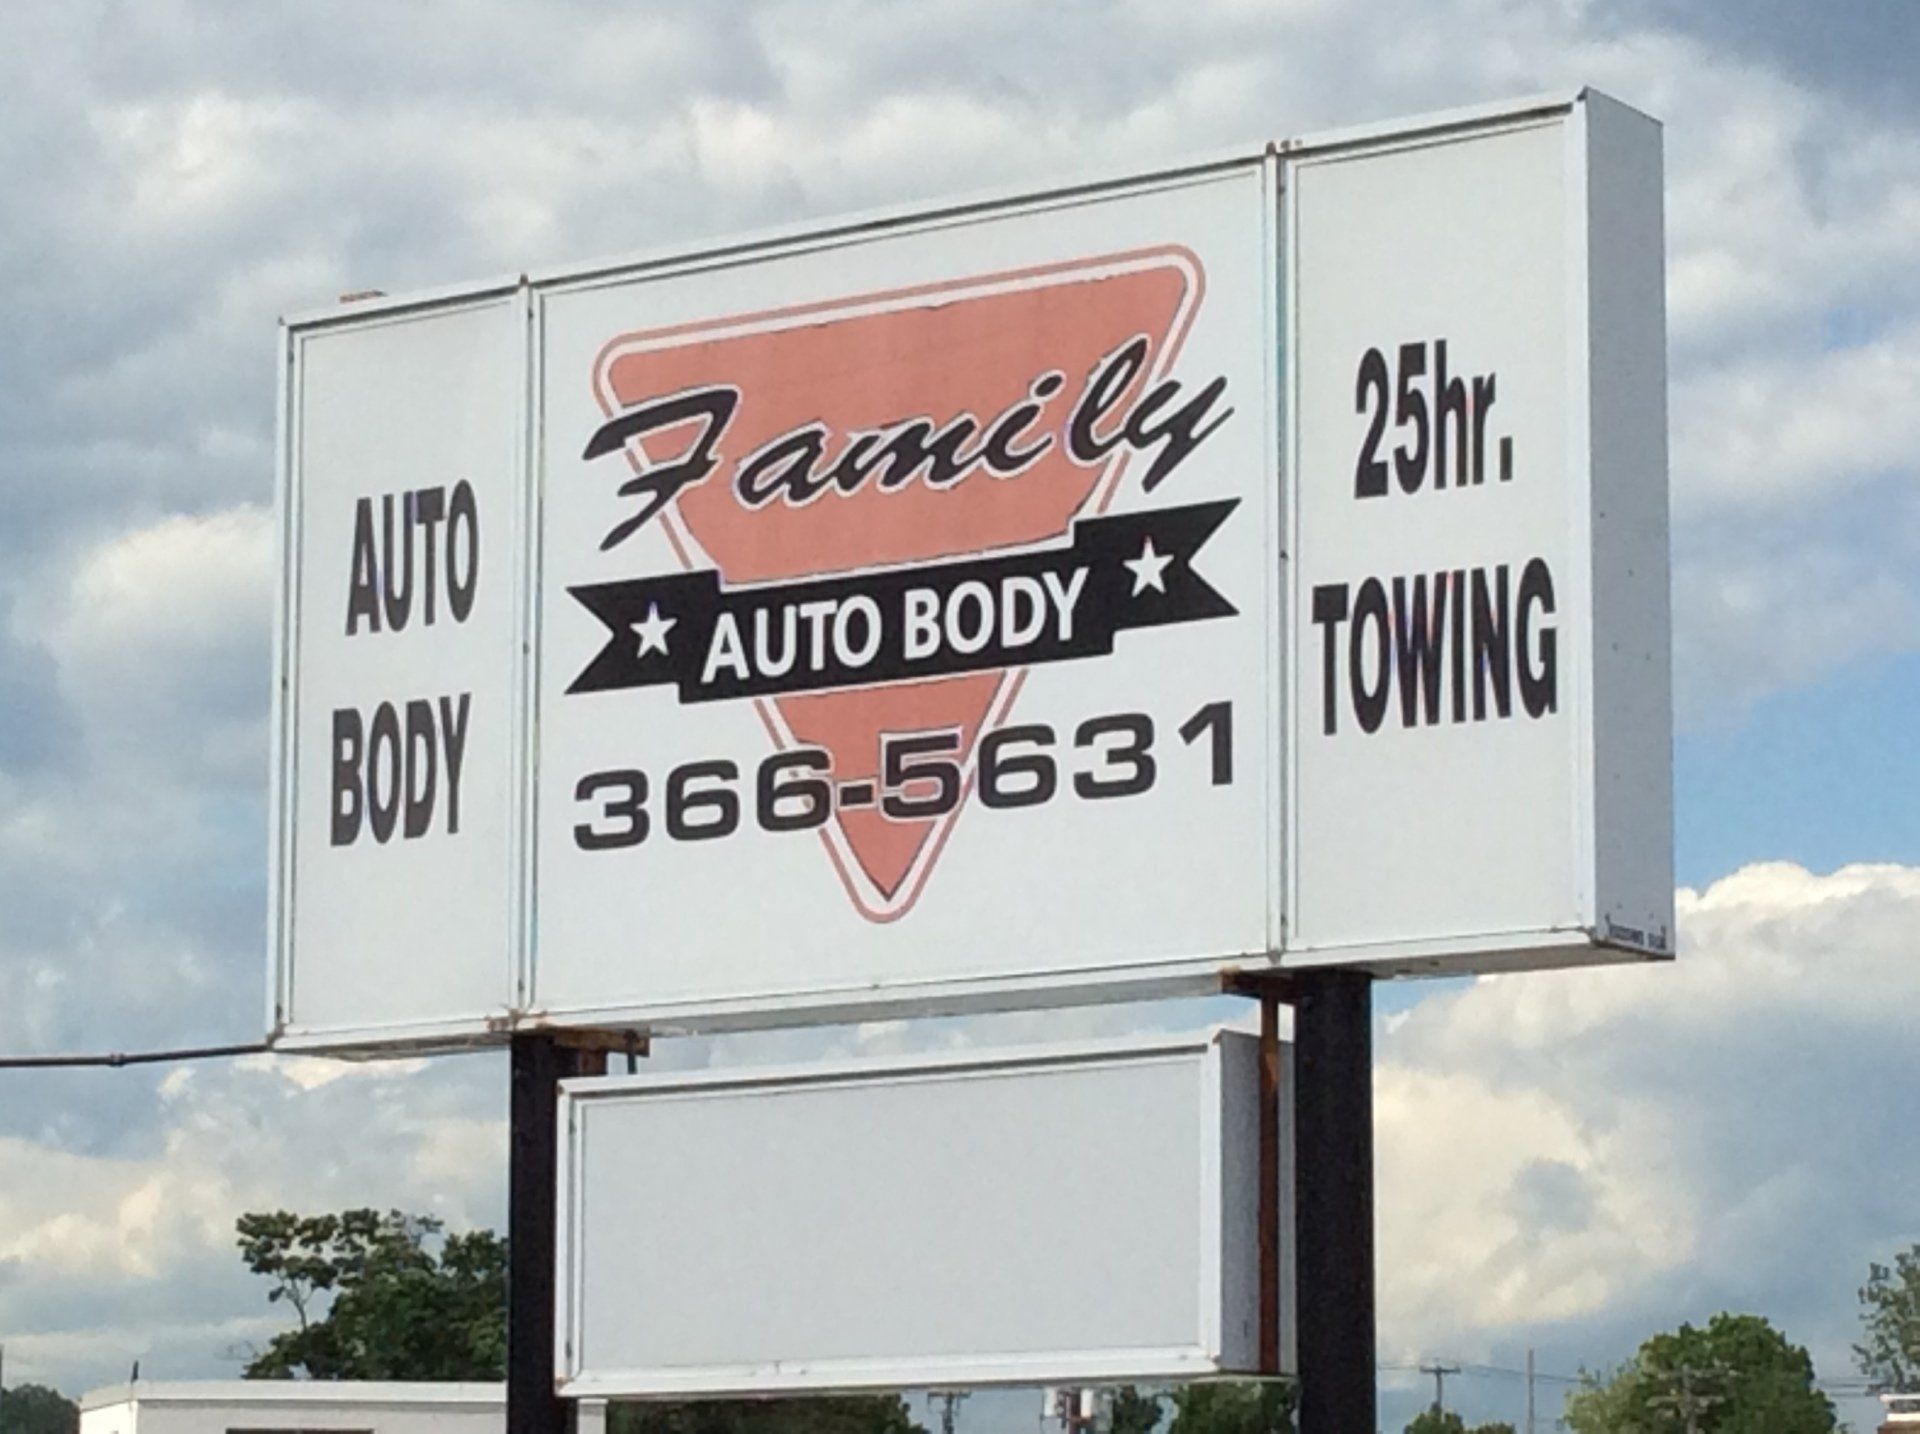 AUTO
BODY
Family
AUTO BODY
366-5631
25hr.
TOWING